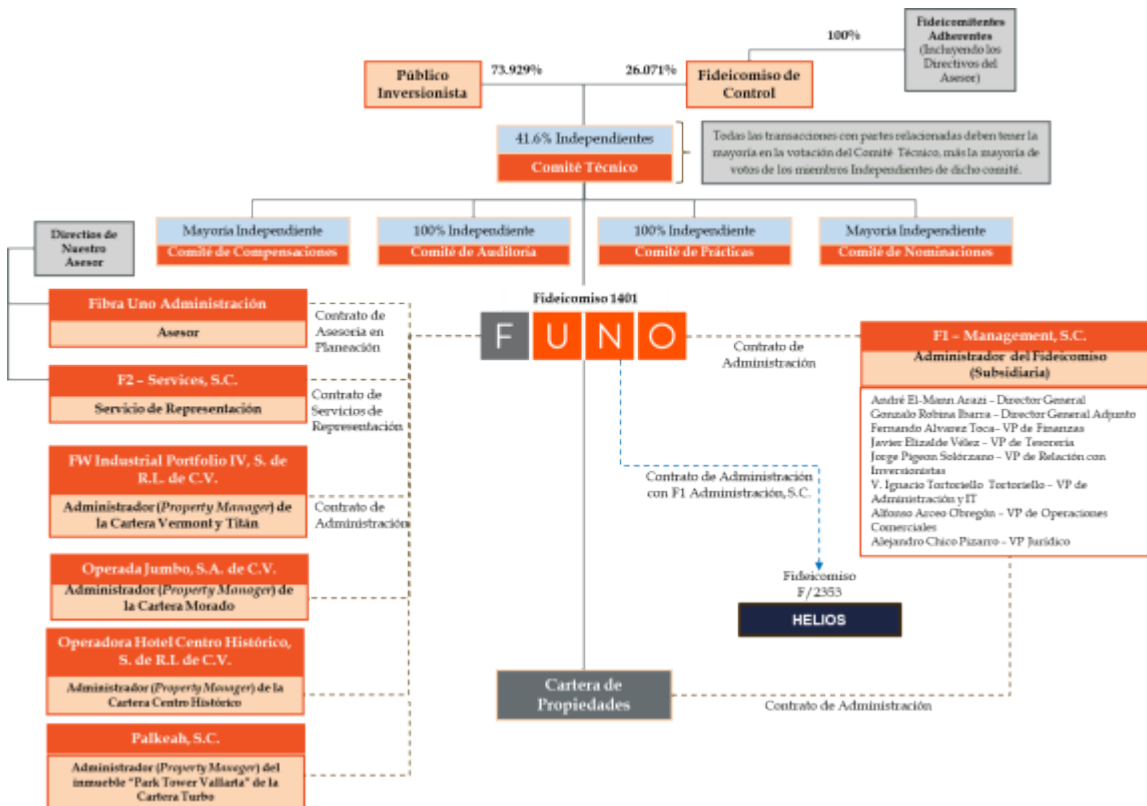 Fideicomitentes
Adherentes
(Incluyendo los
Directivos del
Asesor)
100%
Público
Inversionista
73.929%
26.071%
Fideicomiso de
Control
41.6% Independientes
Comité Técnico
Todas las transacciones con partes relacionadas deben tener la
mayoría en la votación del Comité Técnico, más la mayoría de
votos de los miembros Independientes de dicho comité.
Mayoría Independiente
Comité de Compensaciones
100% Independiente
Comité de Auditoría
100% Independiente
Comité de Prácticas
Mayoría Independiente
Comité de Nominaciones
Directios de
Nuestro
Asesor
Fibra Uno Administración
Asesor
Contrato de
Asesoría en
Planeación
F2 – Services, S.C.
Servicio de Representación
Contrato de
Servicios de
Representación
FW Industrial Portfolio IV, S. de
R.L. de C.V.
Administrador (Property Manager) de
la Cartera Vermont y Titán
Contrato de
Administración
Operada Jumbo, S.A. de C.V.
Administrador (Property Manager) de
la Cartera Morado
Operadora Hotel Centro Histórico,
S. de R.L de C.V.
Administrador (Property Manager) de la
Cartera Centro Histórico
Palkeah, S.C.
Administrador (Property Manager) del
inmueble "Park Tower Vallarta" de la
Cartera Turbo
Fideicomiso 1401
FUNO
Contrato de
Administración
F1 – Management, S.C.
Administrador del Fideicomiso
(Subsidiaria)
André El-Mann Arazi – Director General
Gonzalo Robina Ibarra – Director General Adjunto
Fernando Alvarez Toca– VP de Finanzas
Javier Elizalde Vélez – VP de Tesorería
Jorge Pigeon Solórzano – VP de Relación con
Inversionistas
V. Ignacio Tortoriello Tortoriello – VP de
Administración y IT
Alfonso Arceo Obregón – VP de Operaciones
Comerciales
Alejandro Chico Pizarro – VP Jurídico
Contrato de Administración
con F1 Administración, S.C.
Fideicomiso
F/2353
HELIOS
Cartera de
Propiedades
Contrato de Administración